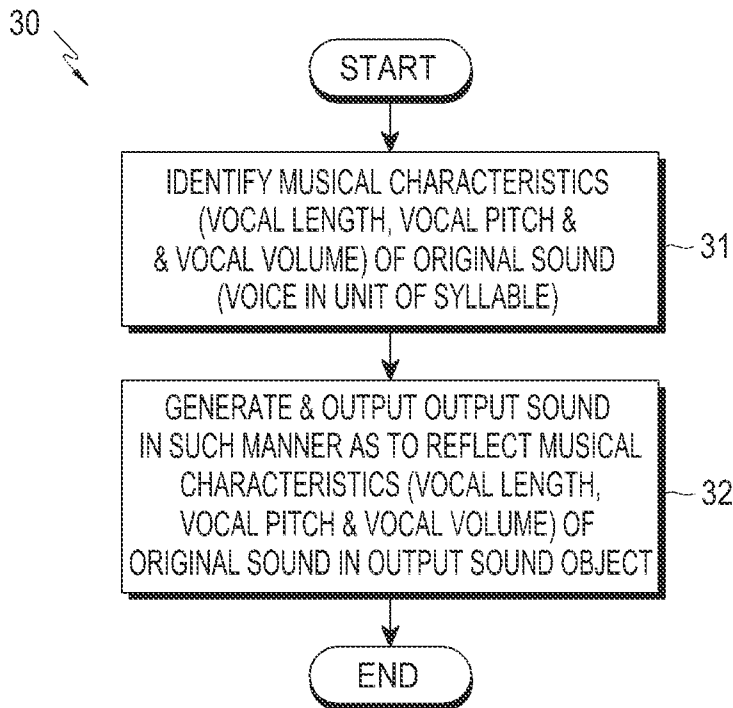 30
START
IDENTIFY MUSICAL CHARACTERISTICS
(VOCAL LENGTH, VOCAL PITCH &
& VOCAL VOLUME) OF ORIGINAL SOUND
(VOICE IN UNIT OF SYLLABLE)
31
GENERATE & OUTPUT OUTPUT SOUND
IN SUCH MANNER AS TO REFLECT MUSICAL
CHARACTERISTICS (VOCAL LENGTH,
VOCAL PITCH & VOCAL VOLUME) OF
ORIGINAL SOUND IN OUTPUT SOUND OBJECT
32
END